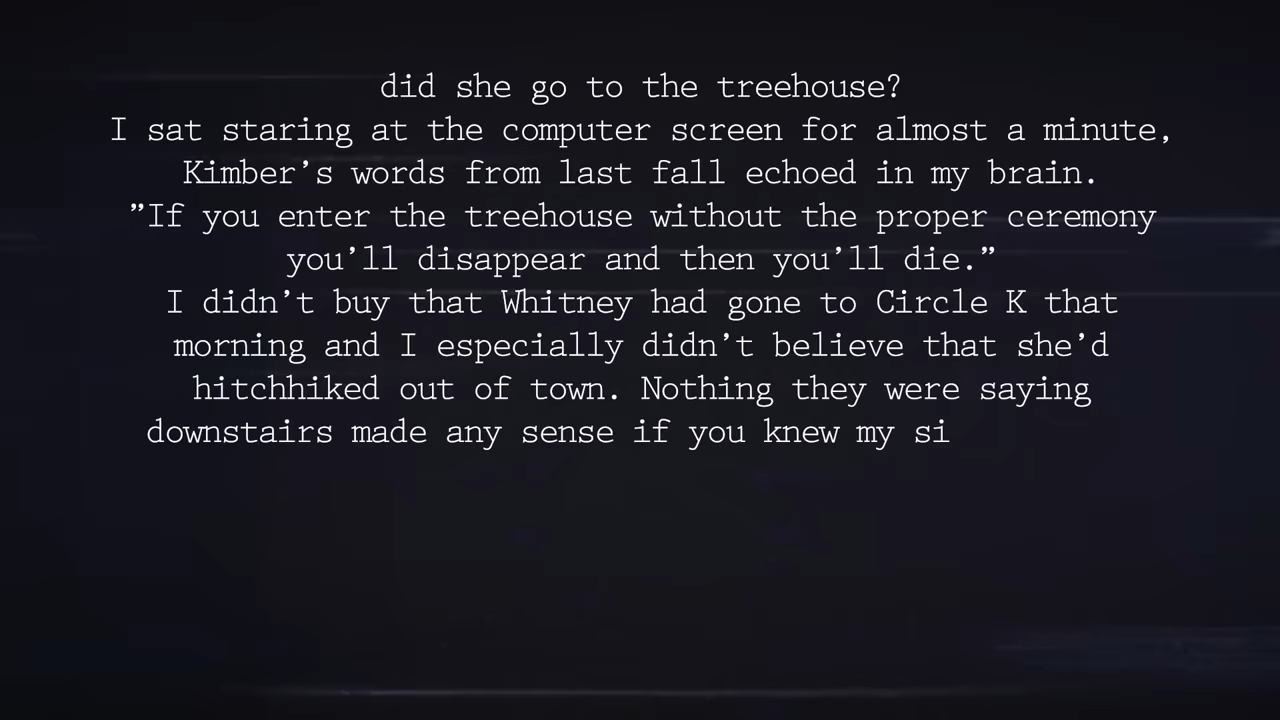 did she go to the treehouse?
I sat staring at the computer screen for almost a minute,
Kimber’s words from last fall echoed in my brain.
”If you enter the treehouse without the proper ceremony
you’ll disappear and then you’ll die.”
I didn’t buy that Whitney had gone to Circle K that
morning and I especially didn’t believe that she’d
hitchhiked out of town. Nothing they were saying
downstairs made any sense if you knew my si